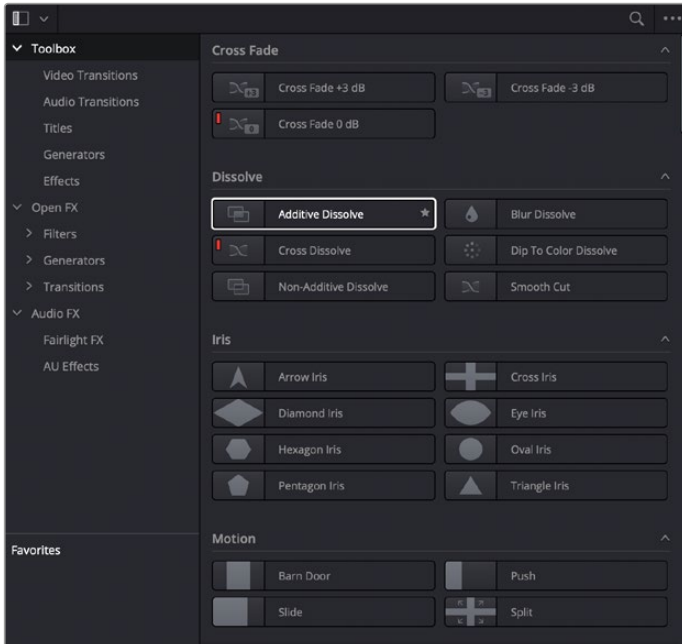 Toolbox
Video Transitions
Audio Transitions
Titles
Generators
Effects
Open FX
Filters
Generators
Transitions
Audio FX
Fairlight FX
AU Effects
Favorites
Cross Fade
Cross Fade +3 dB
Cross Fade -3 dB
Cross Fade 0 dB
Dissolve
Additive Dissolve
Blur Dissolve
Cross Dissolve
Dip To Color Dissolve
Non-Additive Dissolve
Smooth Cut
Iris
Arrow Iris
Cross Iris
Diamond Iris
Eye Iris
Hexagon Iris
Oval Iris
Pentagon Iris
Triangle Iris
Motion
Barn Door
Push
Slide
Split